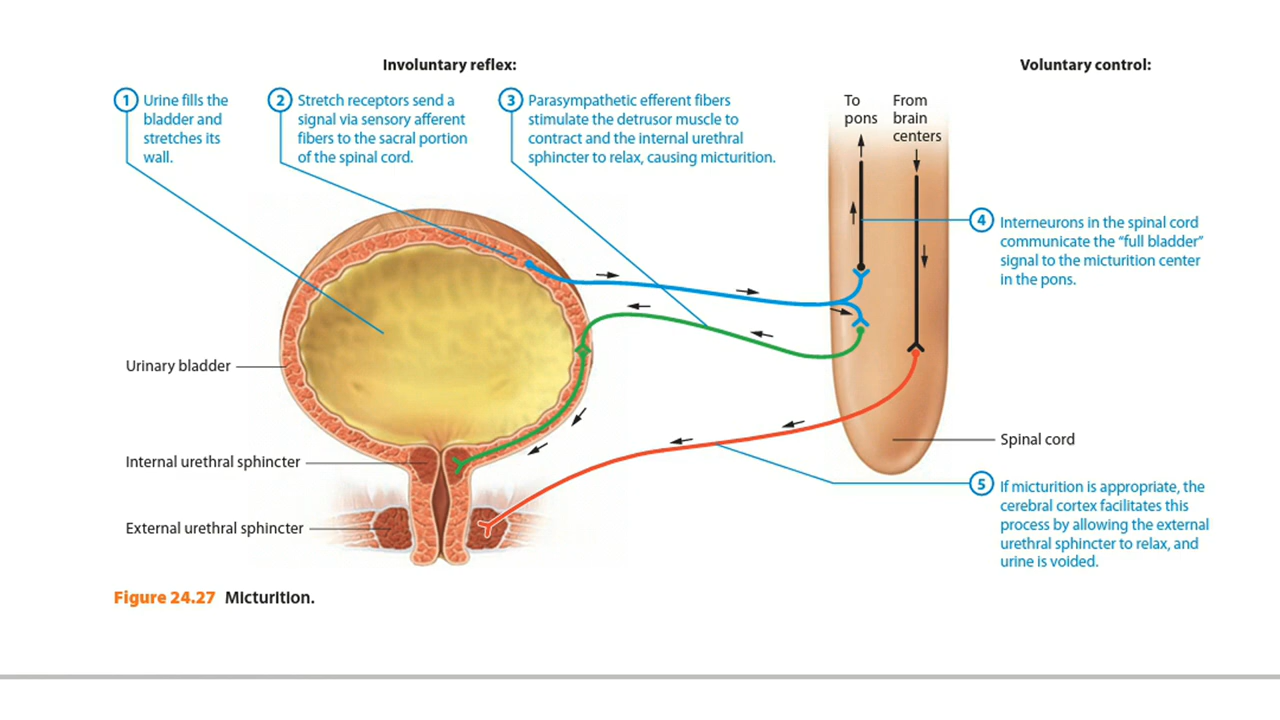 Involuntary reflex:
Voluntary control:
1 Urine fills the
bladder and
stretches its
wall.
2 Stretch receptors send a
signal via sensory afferent
fibers to the sacral portion
of the spinal cord.
3 Parasympathetic efferent fibers
stimulate the detrusor muscle to
contract and the internal urethral
sphincter to relax, causing micturition.
To
pons
From
brain
centers
4 Interneurons in the spinal cord
communicate the “full bladder”
signal to the micturition center
in the pons.
Urinary bladder
Internal urethral sphincter
External urethral sphincter
Spinal cord
5 If micturition is appropriate, the
cerebral cortex facilitates this
process by allowing the external
urethral sphincter to relax, and
urine is voided.
Figure 24.27 Micturition.